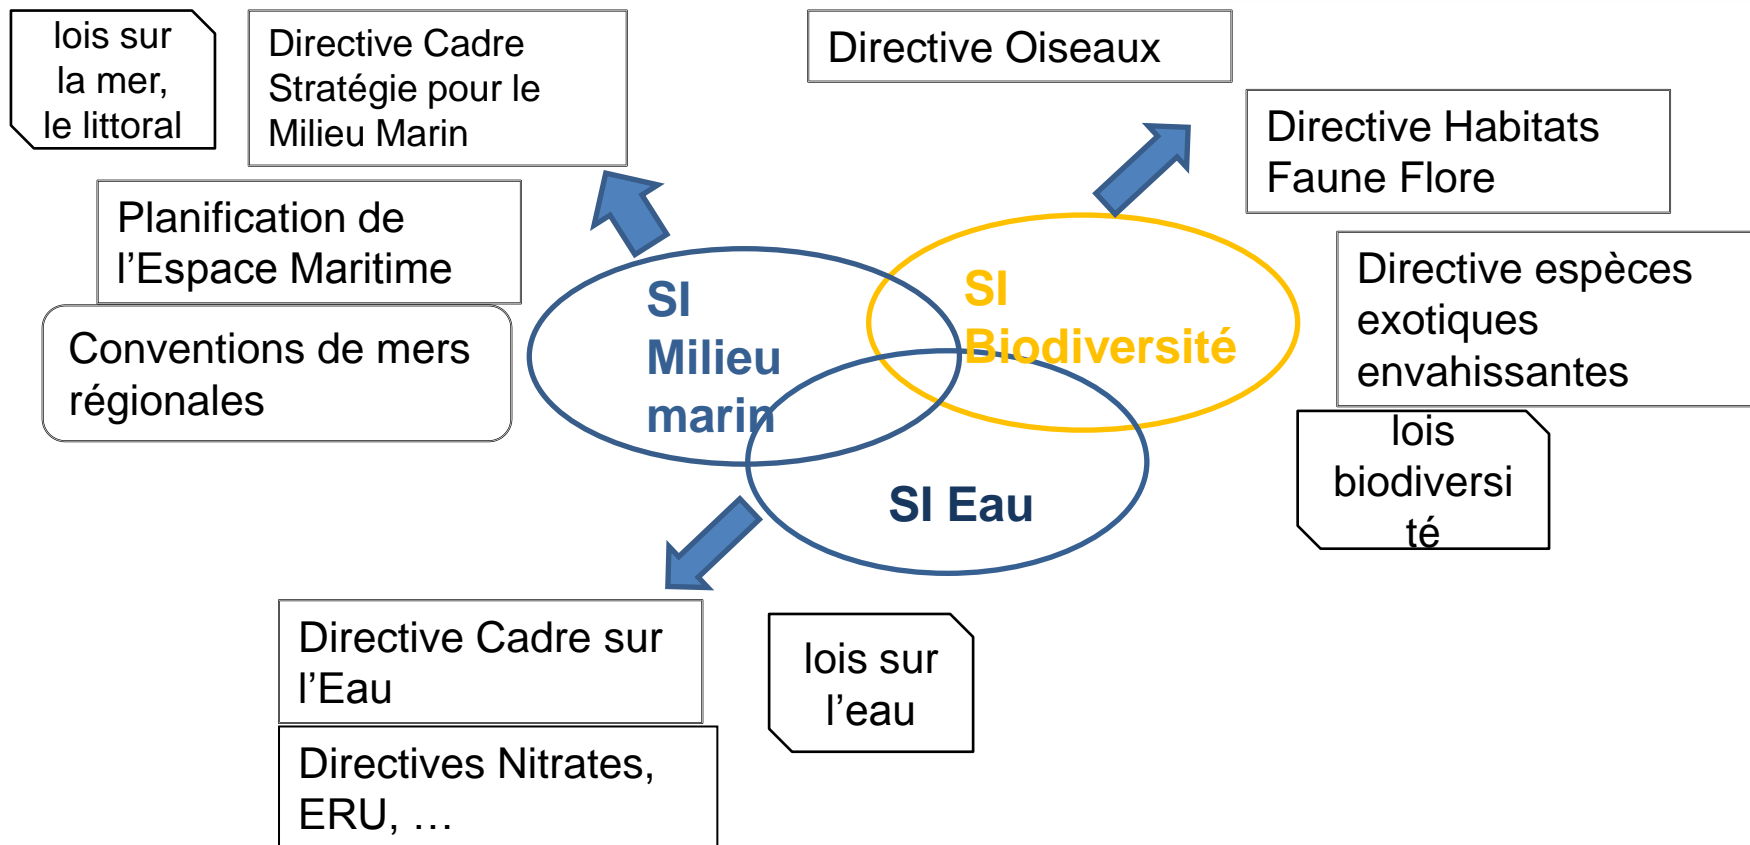 lois sur
la mer,
le littoral
Directive Cadre
Stratégie pour le
Milieu Marin
Directive Oiseaux
Directive Habitats
Faune Flore
Planification de
l’Espace Maritime
Conventions de mers
régionales
Directive espèces
exotiques
envahissantes
SI
Milieu
marin
SI
Biodiversité
SI Eau
lois
biodiversi
té
Directive Cadre sur
l’Eau
lois sur
l’eau
Directives Nitrates,
ERU, …